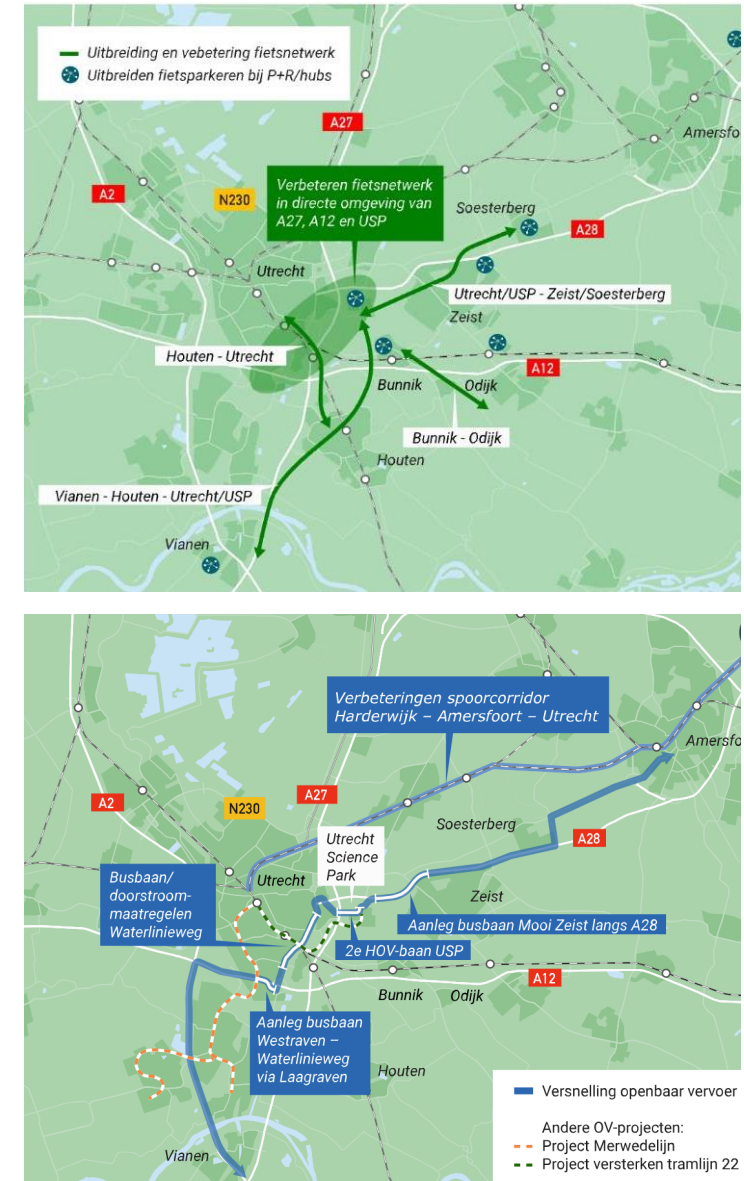 Uitbreiding en vebetering fietsnetwerk
Uitbreiden fietsparkeren bij P+R/hubs
A27
Amersfo
A2
N230
Verbeteren fietsnetwerk
in directe omgeving van
A27, A12 en USP
Soesterberg
A28
Utrecht
Utrecht/USP - Zeist/Soesterberg
Zeist
Houten - Utrecht
A12
Bunnik
Odijk
Bunnik - Odijk
Houten
Vianen - Houten - Utrecht/USP
Vianen
Verbeteringen spoorcorridor
Harderwijk – Amersfoort – Utrecht
Amersfo
A2
N230
A27
Soesterberg
A28
Utrecht
Science
Park
Busbaan/
doorstroom-
maatregelen
Waterlinieweg
Utrecht
Zeist
Aanleg busbaan Mooi Zeist langs A28
2e HOV-baan USP
A12
Bunnik
Odijk
Aanleg busbaan
Westraven –
Waterlinieweg
via Laagraven
Houten
Vianen
Versnelling openbaar vervoer
Andere OV-projecten:
Project Merwedelijn
Project versterken tramlijn 22